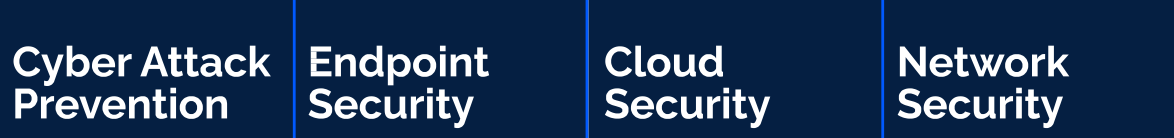 Cyber Attack
Prevention
Endpoint
Security
Cloud
Security
Network
Security